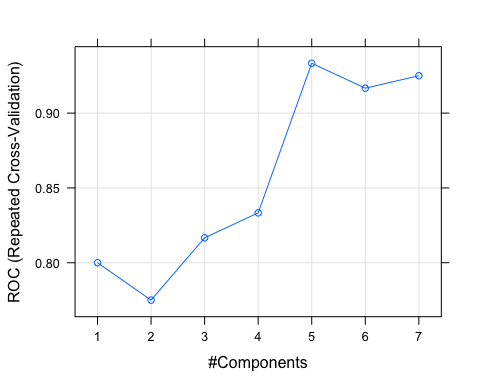 ROC (Repeated Cross-Validation)
0.90
0.85
0.80
1 2 3 4 5 6 7
#Components